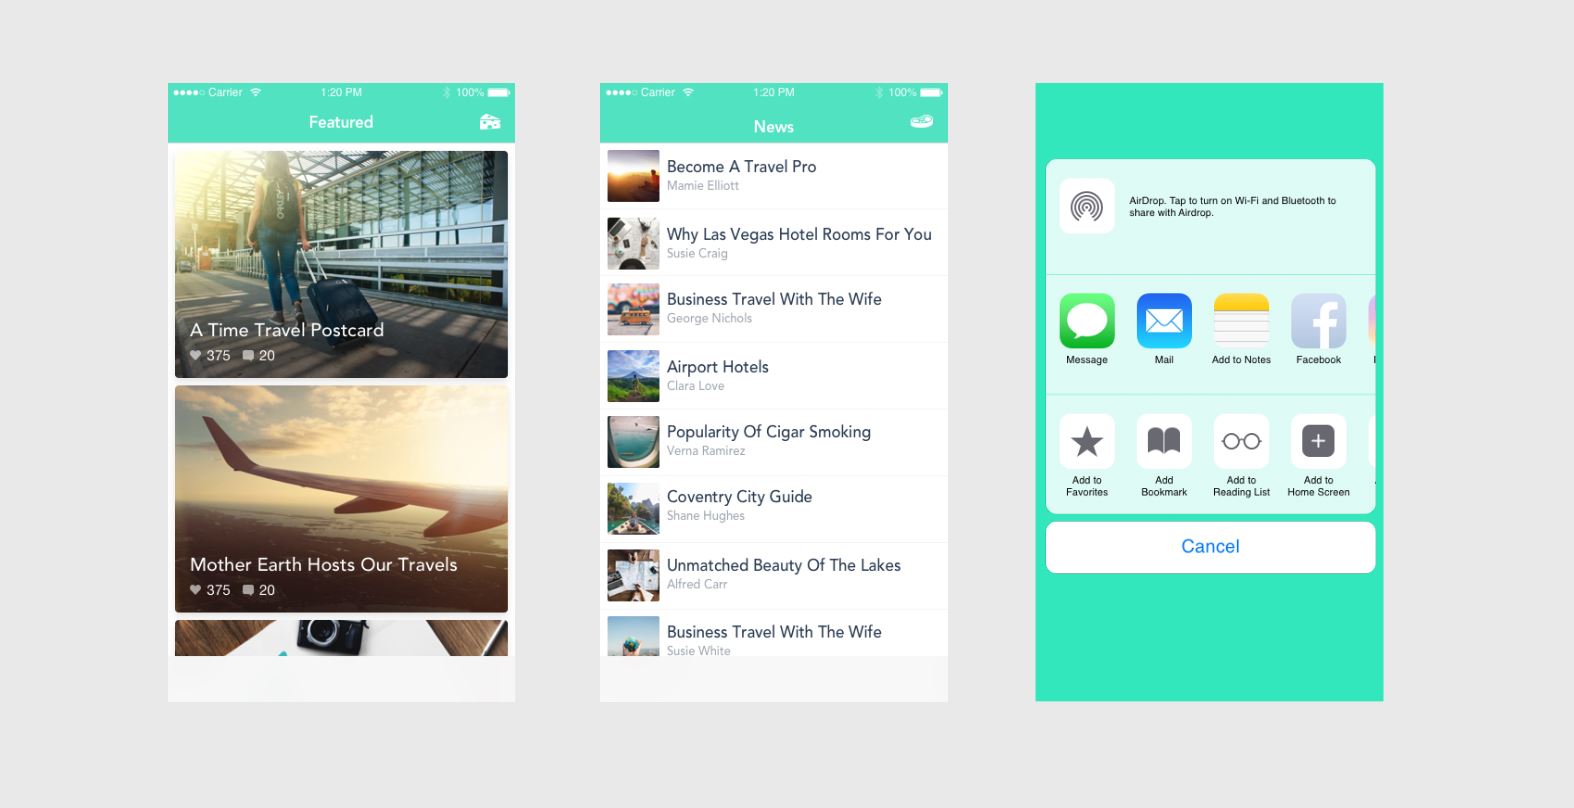 Carrier 1:20 PM 100%
Featured
A Time Travel Postcard
375 20
Mother Earth Hosts Our Travels
375 20
Carrier 1:20 PM 100%
News
Become A Travel Pro
Mamie Elliott
Why Las Vegas Hotel Rooms For You
Susie Craig
Business Travel With The Wife
George Nichols
Airport Hotels
Clara Love
Popularity Of Cigar Smoking
Verna Ramirez
Coventry City Guide
Shane Hughes
Unmatched Beauty Of The Lakes
Alfred Carr
Business Travel With The Wife
Susie White
AirDrop. Tap to turn on Wi-Fi and Bluetooth to
share with Airdrop.
Message Mail Add to Notes Facebook
Add to Add Add to Add to
Favorites Bookmark Reading List Home Screen
Cancel